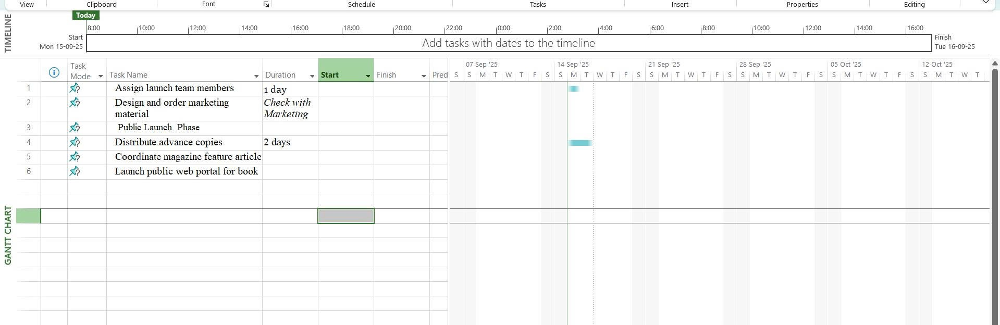 View Clipboard Font Schedule Tasks Insert Properties Editing
TIMELINE
Today
8:00 10:00 12:00 14:00 16:00 18:00 20:00 22:00 0:00 2:00 4:00 6:00 8:00 10:00 12:00 14:00 16:00
Start
Mon 15-09-25
Add tasks with dates to the timeline
Finish
Tue 16-09-25
GANTT CHART
Task Mode Task Name Duration Start Finish Pred
07 Sep '25 14 Sep '25 21 Sep '25 28 Sep '25 05 Oct '25 12 Oct '25
S S M T W T F S S M T W T F S S M T W T F S S M T W T F S S M T W T F S S M T W T
1 Assign launch team members 1 day
2 Design and order marketing Check with
material Marketing
3 Public Launch Phase
4 Distribute advance copies 2 days
5 Coordinate magazine feature article
6 Launch public web portal for book